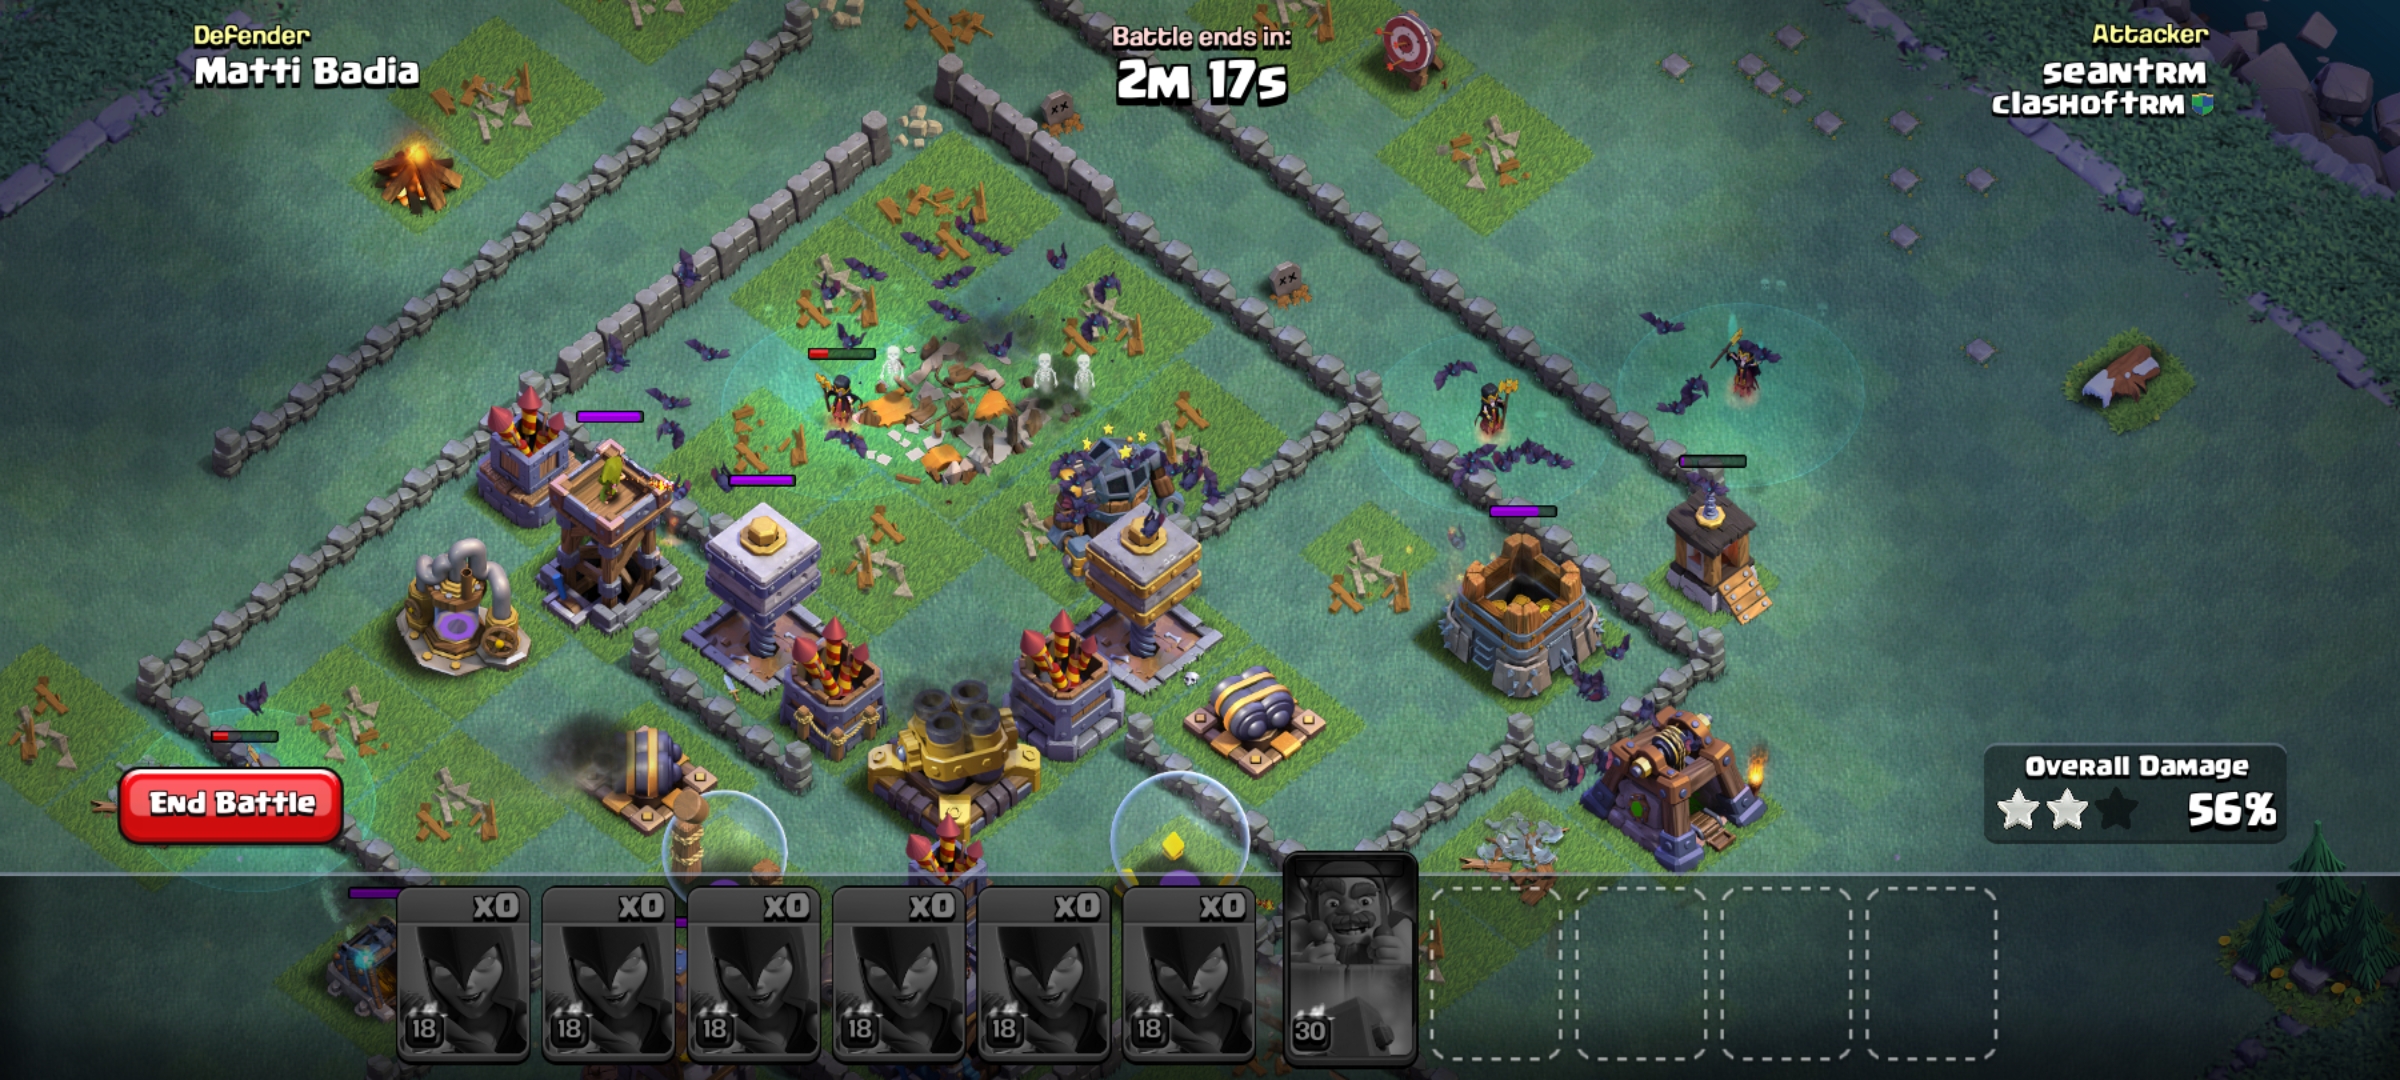 Defender
Matti Badia
Battle ends in:
2M 17s
Attacker
seantRM
clashoftRM
End Battle
Overall Damage
56%
x0
x0
x0
x0
x0
x0
18
18
18
18
18
18
30